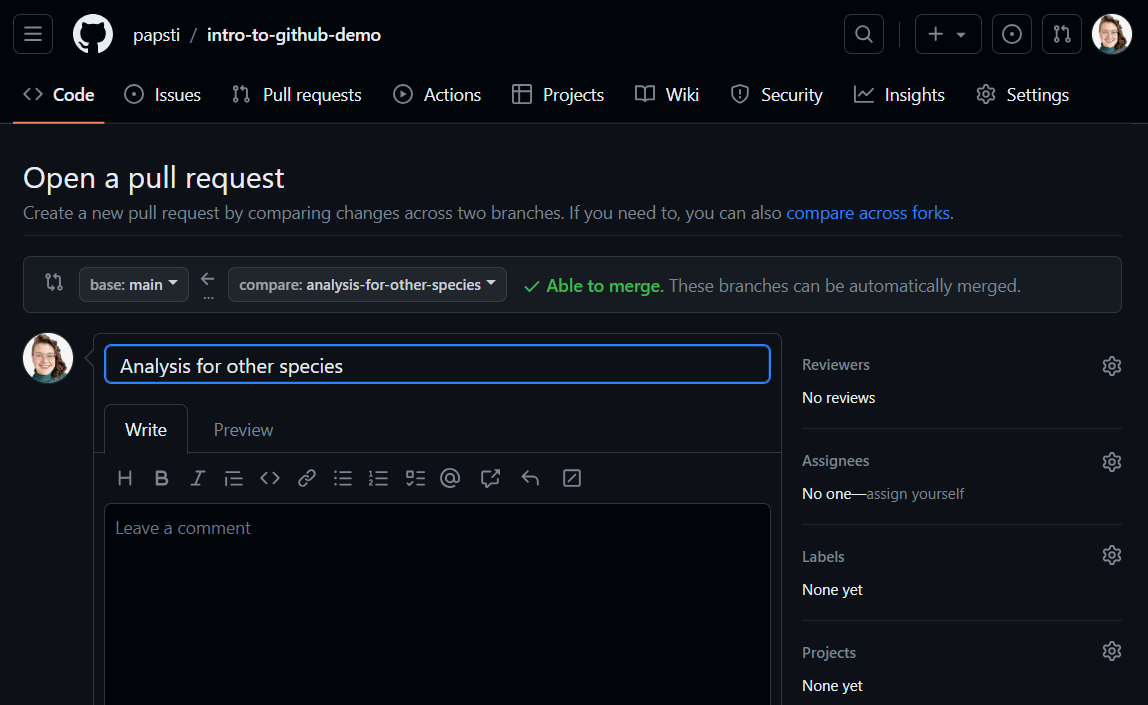 papsti / intro-to-github-demo
Code Issues Pull requests Actions Projects Wiki Security Insights Settings
Open a pull request
Create a new pull request by comparing changes across two branches. If you need to, you can also compare across forks.
base: main ... compare: analysis-for-other-species Able to merge. These branches can be automatically merged.
Analysis for other species
Write Preview
Leave a comment
Reviewers
No reviews
Assignees
No one—assign yourself
Labels
None yet
Projects
None yet